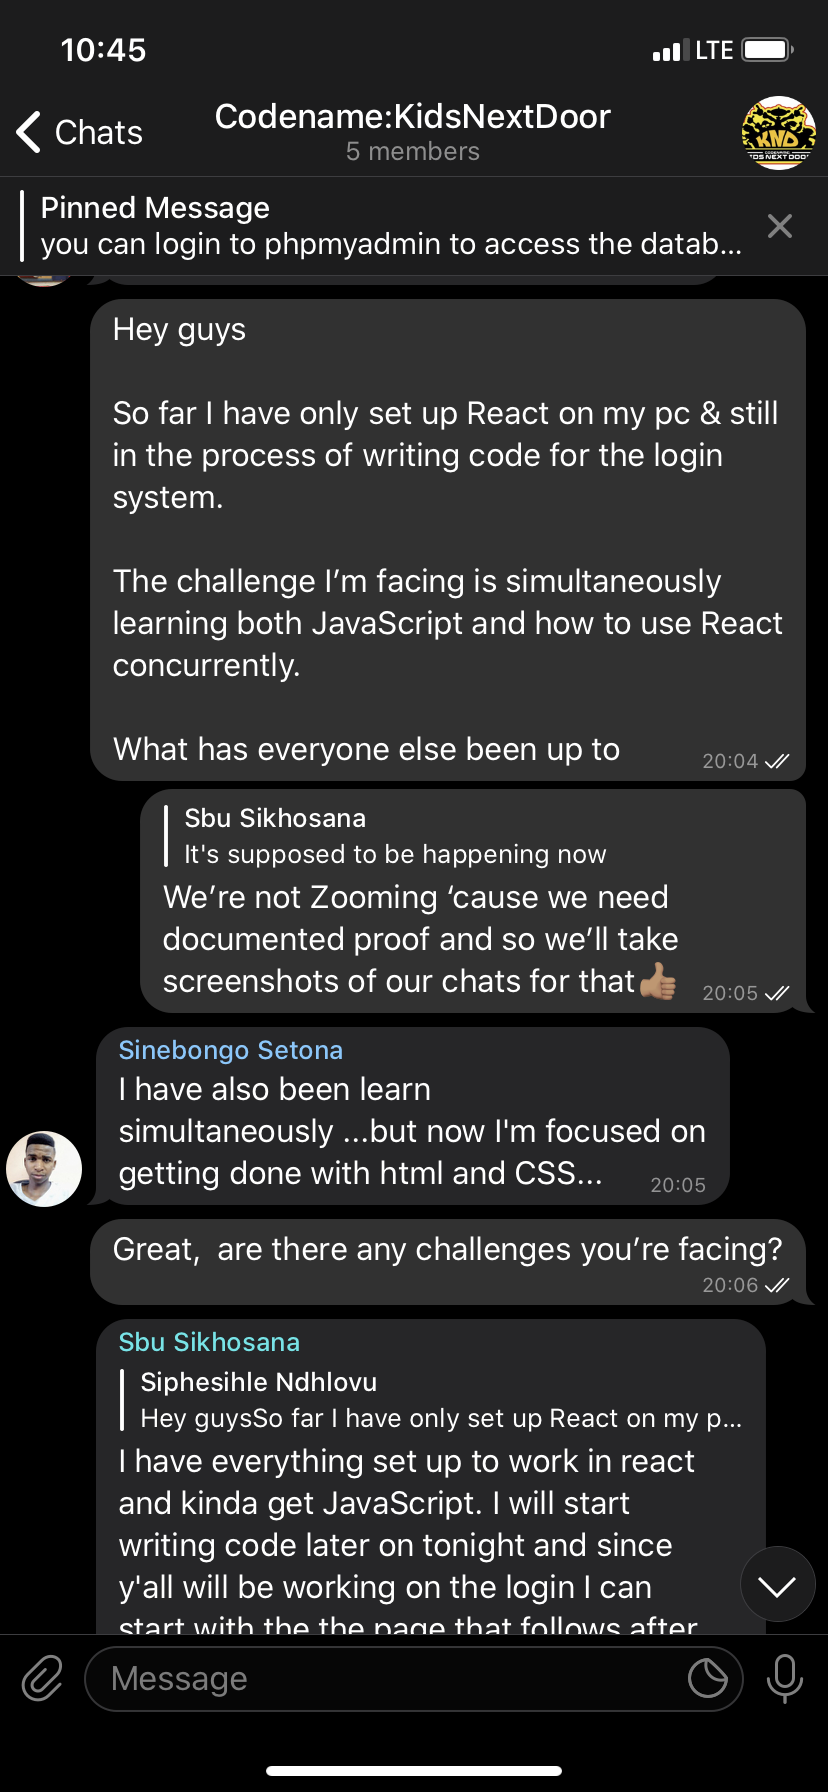 10:45
LTE
Chats
Codename:KidsNextDoor
5 members
KND
Pinned Message
you can login to phpmyadmin to access the datab...
Hey guys
So far I have only set up React on my pc & still
in the process of writing code for the login
system.
The challenge I’m facing is simultaneously
learning both JavaScript and how to use React
concurrently.
What has everyone else been up to
20:04
Sbu Sikhosana
It's supposed to be happening now
We’re not Zooming ‘cause we need
documented proof and so we’ll take
screenshots of our chats for that👍🏽
20:05
Sinebongo Setona
I have also been learn
simultaneously ...but now I'm focused on
getting done with html and CSS...
20:05
Great,  are there any challenges you’re facing?
20:06
Sbu Sikhosana
Siphesihle Ndhlovu
Hey guysSo far I have only set up React on my p...
I have everything set up to work in react
and kinda get JavaScript. I will start
writing code later on tonight and since
y'all will be working on the login I can
start with the the page that follows after
Message